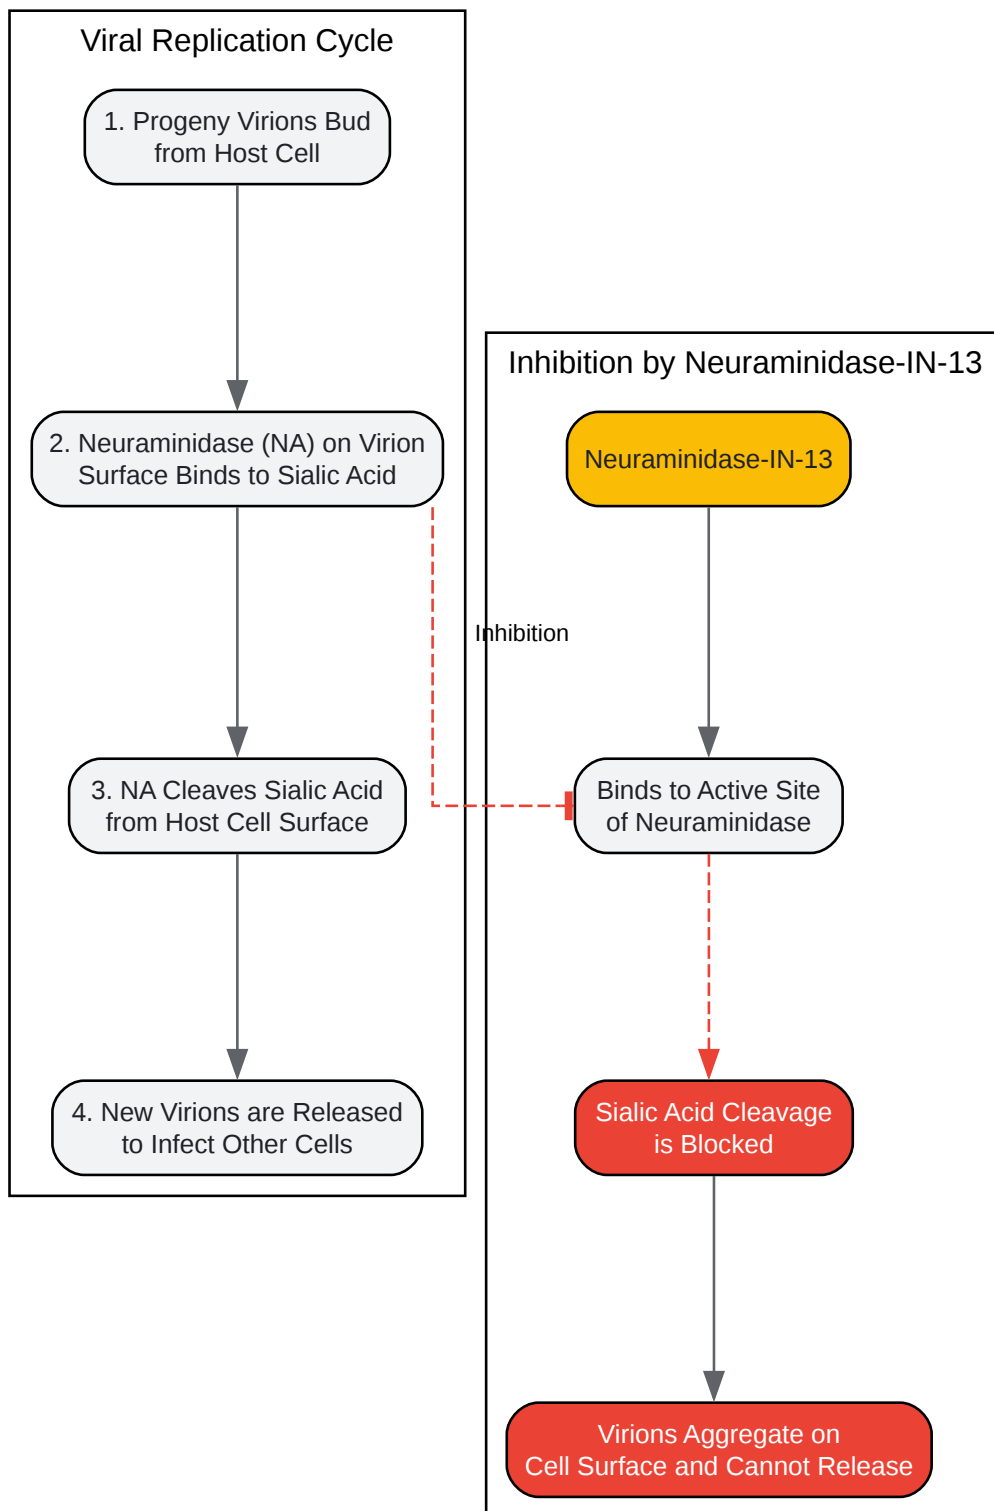 Viral Replication Cycle
1. Progeny Virions Bud
from Host Cell
2. Neuraminidase (NA) on Virion
Surface Binds to Sialic Acid
3. NA Cleaves Sialic Acid
from Host Cell Surface
4. New Virions are Released
to Infect Other Cells
Inhibition
Inhibition by Neuraminidase-IN-13
Neuraminidase-IN-13
Binds to Active Site
of Neuraminidase
Sialic Acid Cleavage
is Blocked
Virions Aggregate on
Cell Surface and Cannot Release